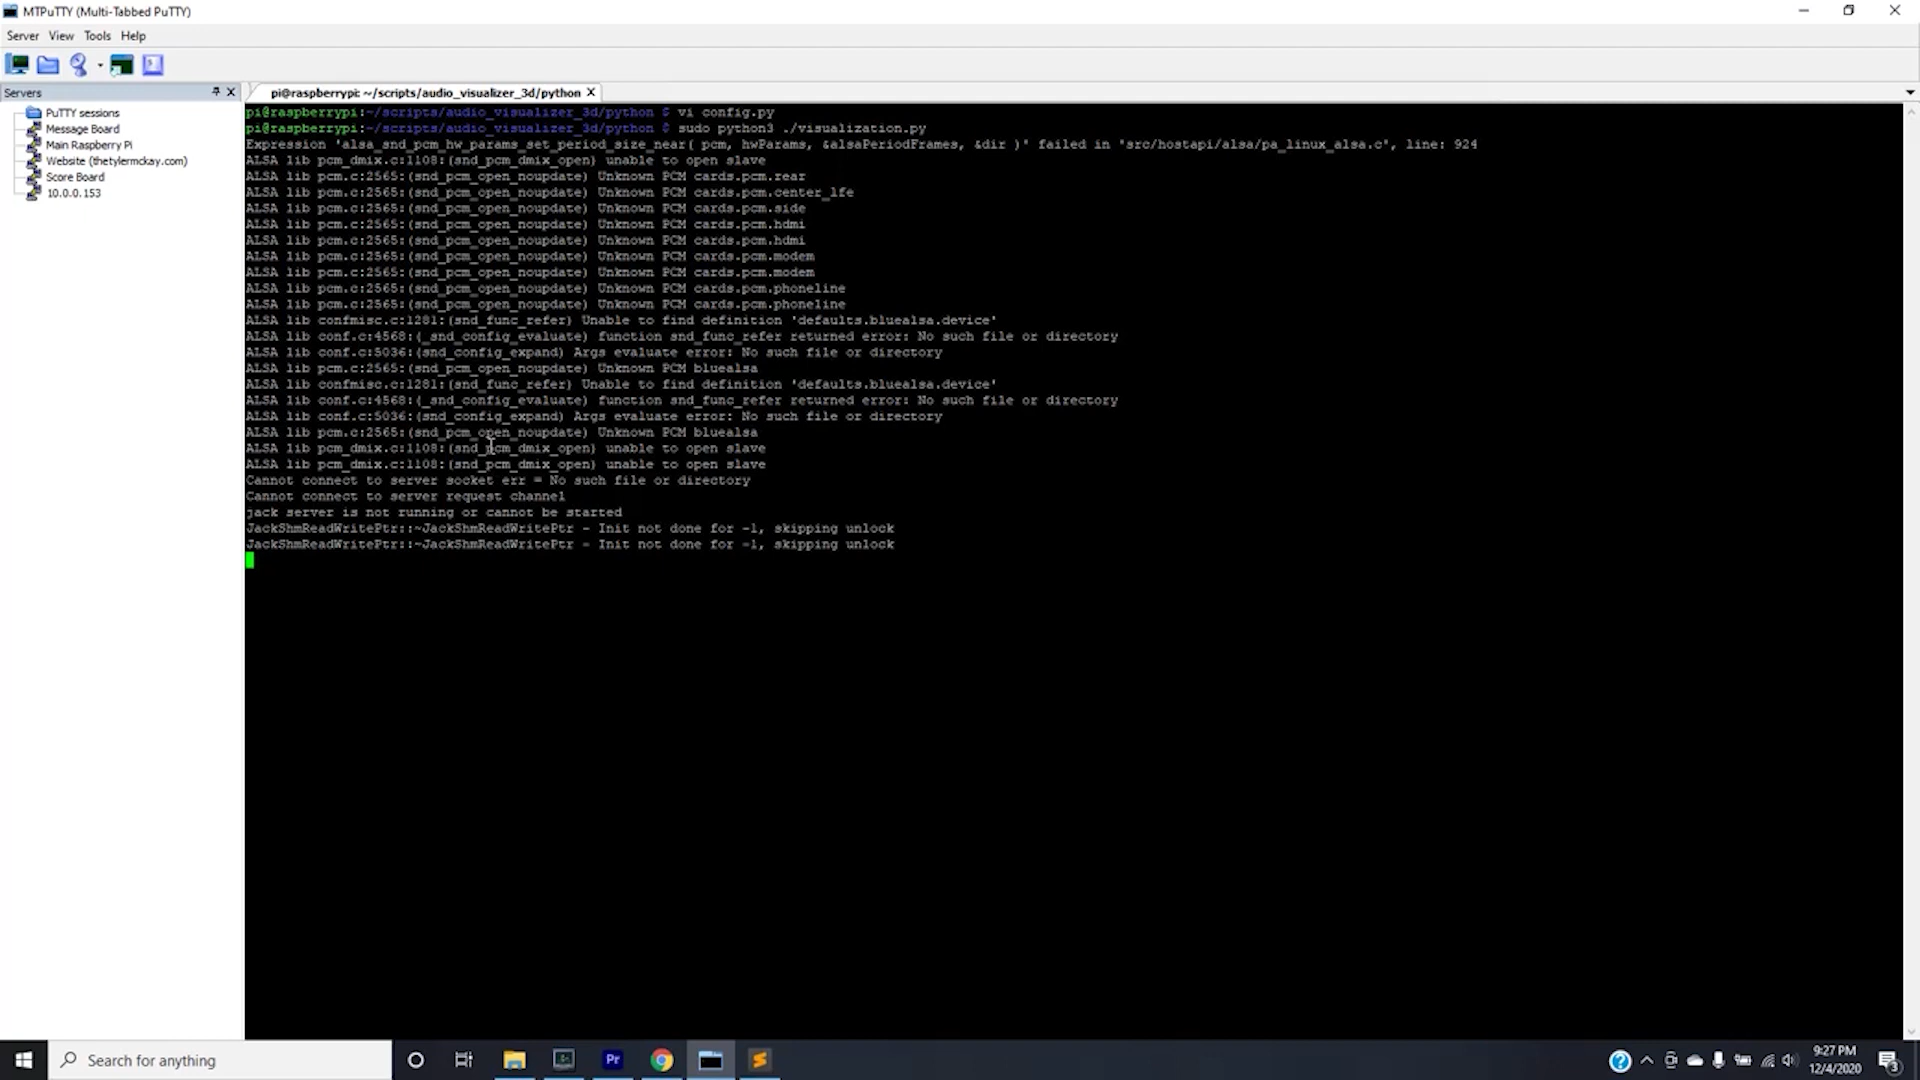 MTPuTTY (Multi-Tabbed PuTTY)
Server View Tools Help
Servers
PuTTY sessions
Message Board
Main Raspberry Pi
Website (thetylermckay.com)
Score Board
10.0.0.153
pi@raspberrypi: ~/scripts/audio_visualizer_3d/python
pi@raspberrypi:~/scripts/audio_visualizer_3d/python $ vi config.py
pi@raspberrypi:~/scripts/audio_visualizer_3d/python $ sudo python3 ./visualization.py
Expression 'alsa_snd_pcm_hw_params_set_period_size_near( pcm, hwParams, &alsaPeriodFrames, &dir )' failed in 'src/hostapi/alsa/pa_linux_alsa.c', line: 924
ALSA lib pcm_dmix.c:1108:(snd_pcm_dmix_open) unable to open slave
ALSA lib pcm.c:2565:(snd_pcm_open_noupdate) Unknown PCM cards.pcm.rear
ALSA lib pcm.c:2565:(snd_pcm_open_noupdate) Unknown PCM cards.pcm.center_lfe
ALSA lib pcm.c:2565:(snd_pcm_open_noupdate) Unknown PCM cards.pcm.side
ALSA lib pcm.c:2565:(snd_pcm_open_noupdate) Unknown PCM cards.pcm.hdmi
ALSA lib pcm.c:2565:(snd_pcm_open_noupdate) Unknown PCM cards.pcm.hdmi
ALSA lib pcm.c:2565:(snd_pcm_open_noupdate) Unknown PCM cards.pcm.modem
ALSA lib pcm.c:2565:(snd_pcm_open_noupdate) Unknown PCM cards.pcm.modem
ALSA lib pcm.c:2565:(snd_pcm_open_noupdate) Unknown PCM cards.pcm.phoneline
ALSA lib pcm.c:2565:(snd_pcm_open_noupdate) Unknown PCM cards.pcm.phoneline
ALSA lib confmisc.c:1281:(snd_func_refer) Unable to find definition 'defaults.bluealsa.device'
ALSA lib conf.c:4568:(_snd_config_evaluate) function snd_func_refer returned error: No such file or directory
ALSA lib conf.c:5036:(snd_config_expand) Args evaluate error: No such file or directory
ALSA lib pcm.c:2565:(snd_pcm_open_noupdate) Unknown PCM bluealsa
ALSA lib confmisc.c:1281:(snd_func_refer) Unable to find definition 'defaults.bluealsa.device'
ALSA lib conf.c:4568:(_snd_config_evaluate) function snd_func_refer returned error: No such file or directory
ALSA lib conf.c:5036:(snd_config_expand) Args evaluate error: No such file or directory
ALSA lib pcm.c:2565:(snd_pcm_open_noupdate) Unknown PCM bluealsa
ALSA lib pcm_dmix.c:1108:(snd_pcm_dmix_open) unable to open slave
ALSA lib pcm_dmix.c:1108:(snd_pcm_dmix_open) unable to open slave
Cannot connect to server socket err = No such file or directory
Cannot connect to server request channel
jack server is not running or cannot be started
JackShmReadWritePtr::~JackShmReadWritePtr - Init not done for -1, skipping unlock
JackShmReadWritePtr::~JackShmReadWritePtr - Init not done for -1, skipping unlock
Search for anything
Pr
9:27 PM
12/4/2020
3